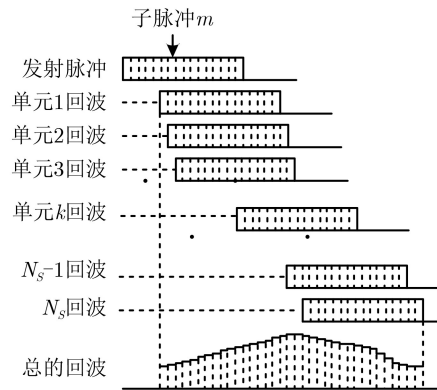 子脉冲m
发射脉冲
单元1回波
单元2回波
单元3回波
单元k回波
N_S-1回波
N_S回波
总的回波